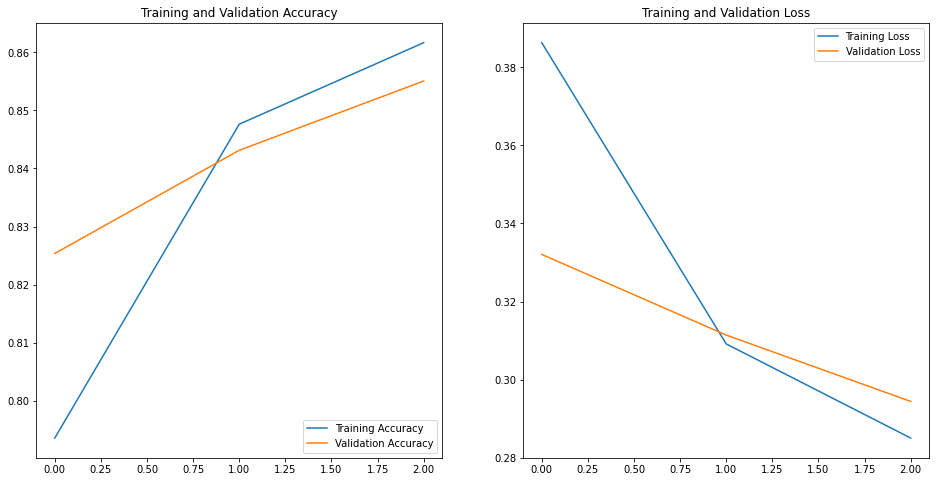 Training and Validation Accuracy
0.86
0.85
0.84
0.83
0.82
0.81
0.80
Training Accuracy
Validation Accuracy
0.00 0.25 0.50 0.75 1.00 1.25 1.50 1.75 2.00
Training and Validation Loss
Training Loss
Validation Loss
0.38
0.36
0.34
0.32
0.30
0.28
0.00 0.25 0.50 0.75 1.00 1.25 1.50 1.75 2.00